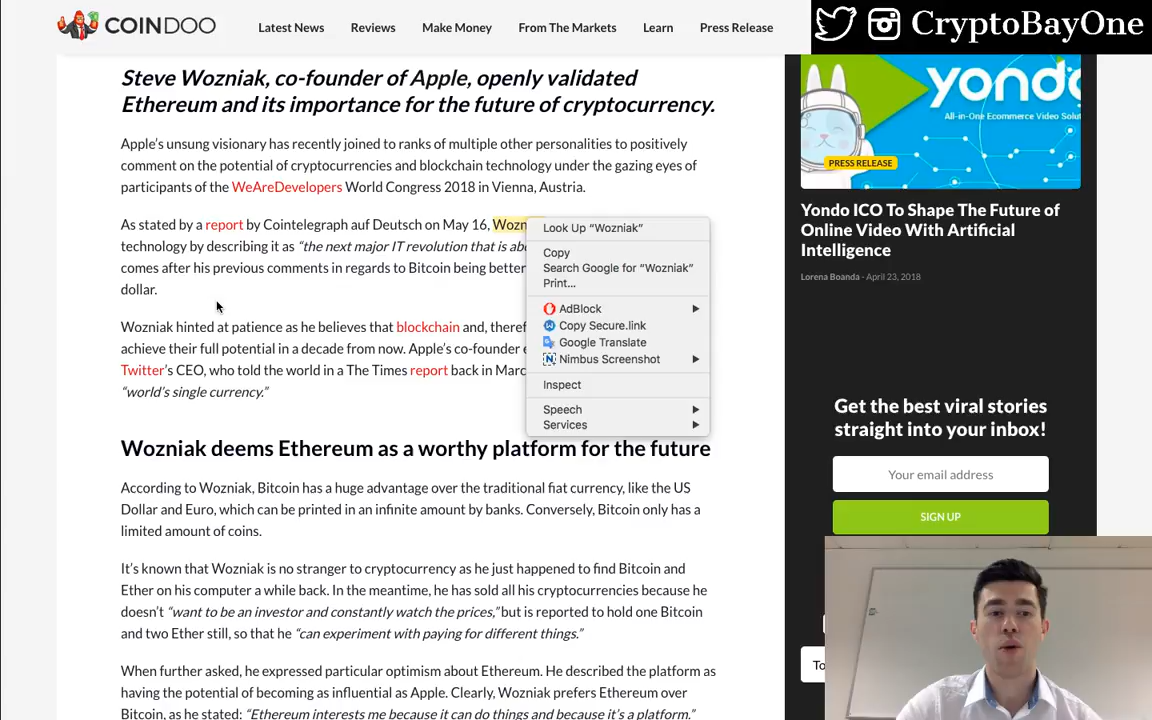 COINDOO
Latest News
Reviews
Make Money
From The Markets
Learn
Press Release
CryptoBayOne
Steve Wozniak, co-founder of Apple, openly validated
Ethereum and its importance for the future of cryptocurrency.
Apple's unsung visionary has recently joined to ranks of multiple other personalities to positively
comment on the potential of cryptocurrencies and blockchain technology under the gazing eyes of
participants of the WeAreDevelopers World Congress 2018 in Vienna, Austria.
As stated by a report by Cointelegraph auf Deutsch on May 16,
technology by describing it as "the next major IT revolution that is
comes after his previous comments in regards to Bitcoin being better
dollar.
Wozniak hinted at patience as he believes that blockchain and,
achieve their full potential in a decade from now. Apple's co-founder
Twitter's CEO, who told the world in a The Times report back in
"world's single currency."
Look Up “Wozniak”
Copy
Search Google for “Wozniak”
Print...
AdBlock
Copy Secure.link
Google Translate
Nimbus Screenshot
Inspect
Speech
Services
Wozniak deems Ethereum as a worthy platform for the future
According to Wozniak, Bitcoin has a huge advantage over the traditional fiat currency, like the US
Dollar and Euro, which can be printed in an infinite amount by banks. Conversely, Bitcoin only has a
limited amount of coins.
It's known that Wozniak is no stranger to cryptocurrency as he just happened to find Bitcoin and
Ether on his computer a while back. In the meantime, he has sold all his cryptocurrencies because he
doesn't "want to be an investor and constantly watch the prices," but is reported to hold one Bitcoin
and two Ether still, so that he "can experiment with paying for different things."
When further asked, he expressed particular optimism about Ethereum. He described the platform as
having the potential of becoming as influential as Apple. Clearly, Wozniak prefers Ethereum over
Bitcoin, as he stated: "Ethereum interests me because it can do things and because it's a platform."
yondo
All-in-One Ecommerce Video
PRESS RELEASE
Yondo ICO To Shape The Future of
Online Video With Artificial
Intelligence
Lorena Boanda - April 23, 2018
Get the best viral stories
straight into your inbox!
Your email address
SIGN UP